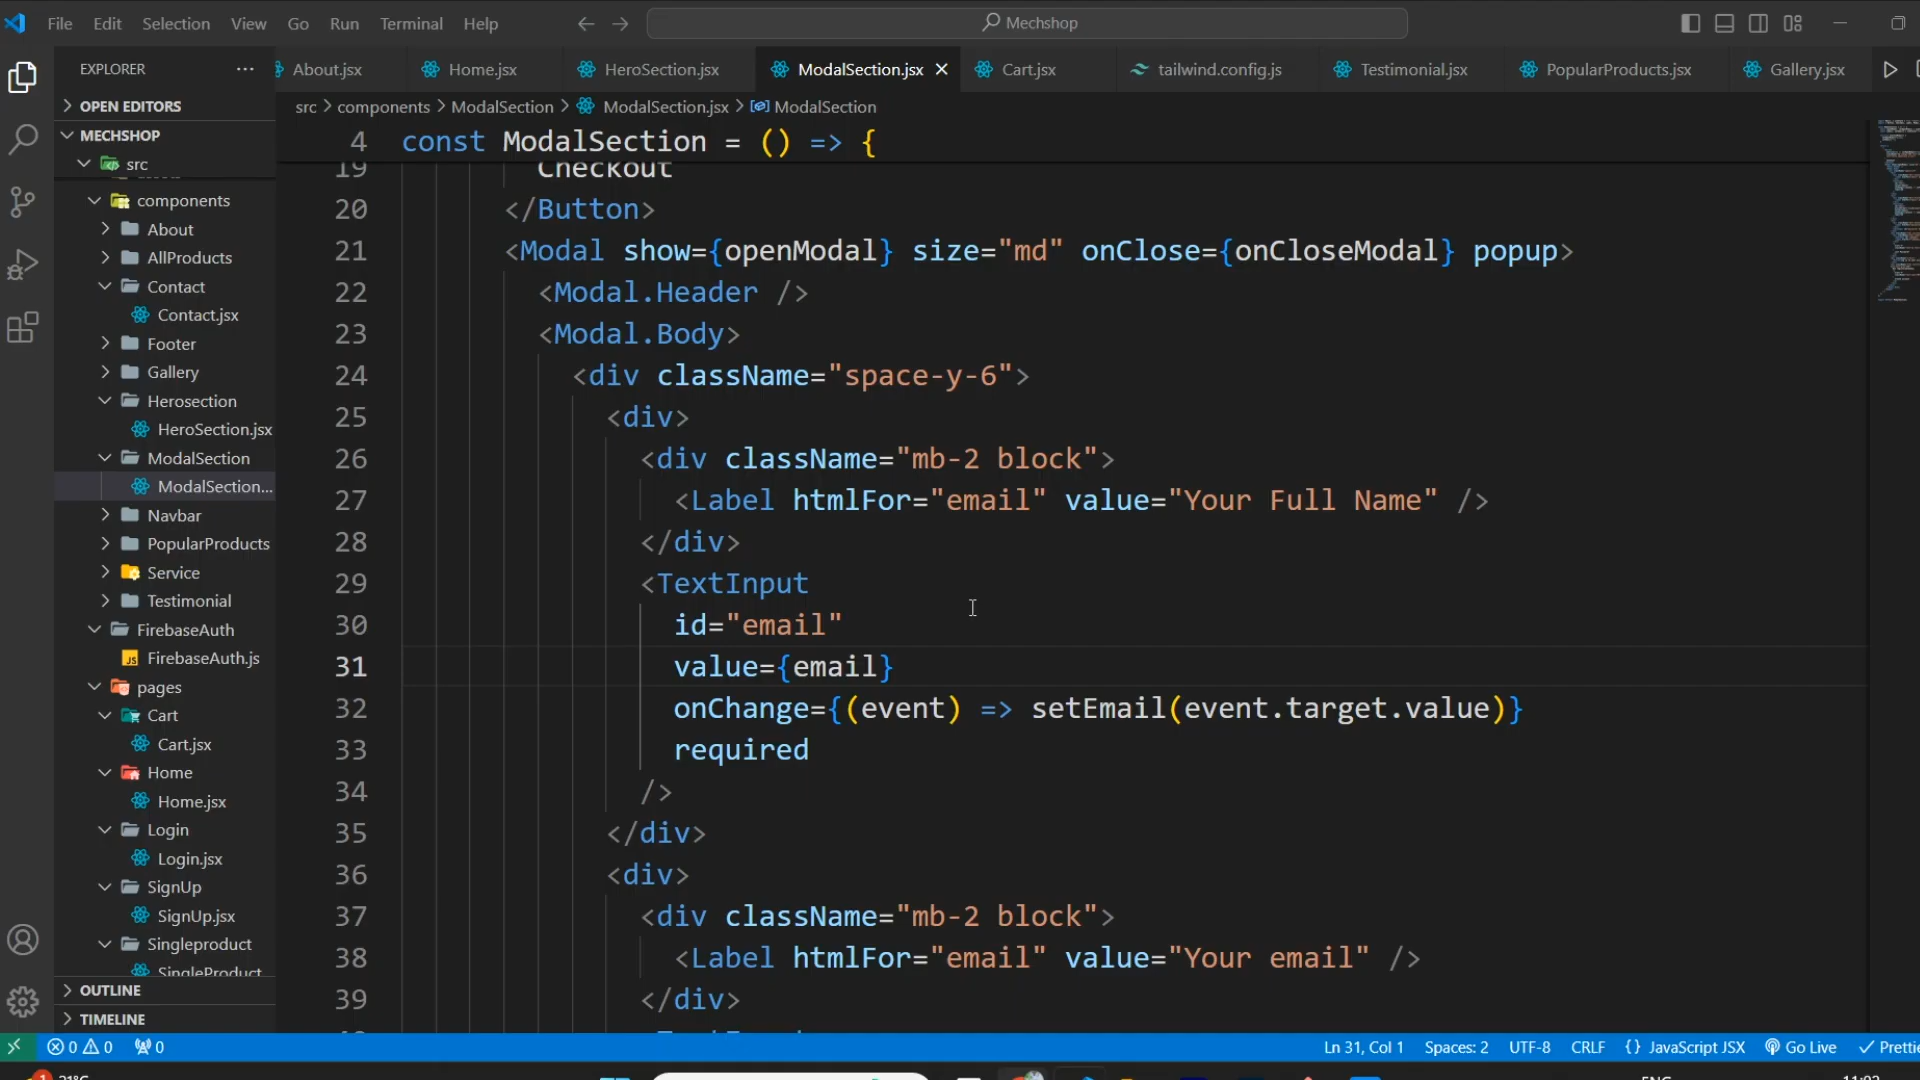 File Edit Selection View Go Run Terminal Help
Mechshop
EXPLORER
About.jsx
Home.jsx
HeroSection.jsx
ModalSection.jsx
Cart.jsx
tailwind.config.js
Testimonial.jsx
PopularProducts.jsx
Gallery.jsx
OPEN EDITORS
MECHSHOP
src
components
About
AllProducts
Contact
Contact.jsx
Footer
Gallery
Herosection
HeroSection.jsx
ModalSection
ModalSection...
Navbar
PopularProducts
Service
Testimonial
FirebaseAuth
FirebaseAuth.js
pages
Cart
Cart.jsx
Home
Home.jsx
Login
Login.jsx
SignUp
SignUp.jsx
Singleproduct
SingleProduct
OUTLINE
TIMELINE
src > components > ModalSection > ModalSection.jsx > ModalSection
4 const ModalSection = () => {
19 Checkout
20 </Button>
21 <Modal show={openModal} size="md" onClose={onCloseModal} popup>
22 <Modal.Header />
23 <Modal.Body>
24 <div className="space-y-6">
25 <div>
26 <div className="mb-2 block">
27 <Label htmlFor="email" value="Your Full Name" />
28 </div>
29 <TextInput
30 id="email"
31 value={email}
32 onChange={(event) => setEmail(event.target.value)}
33 required
34 />
35 </div>
36 <div>
37 <div className="mb-2 block">
38 <Label htmlFor="email" value="Your email" />
39 </div>
0 0 0
Ln 31, Col 1 Spaces: 2 UTF-8 CRLF {} JavaScript JSX Go Live